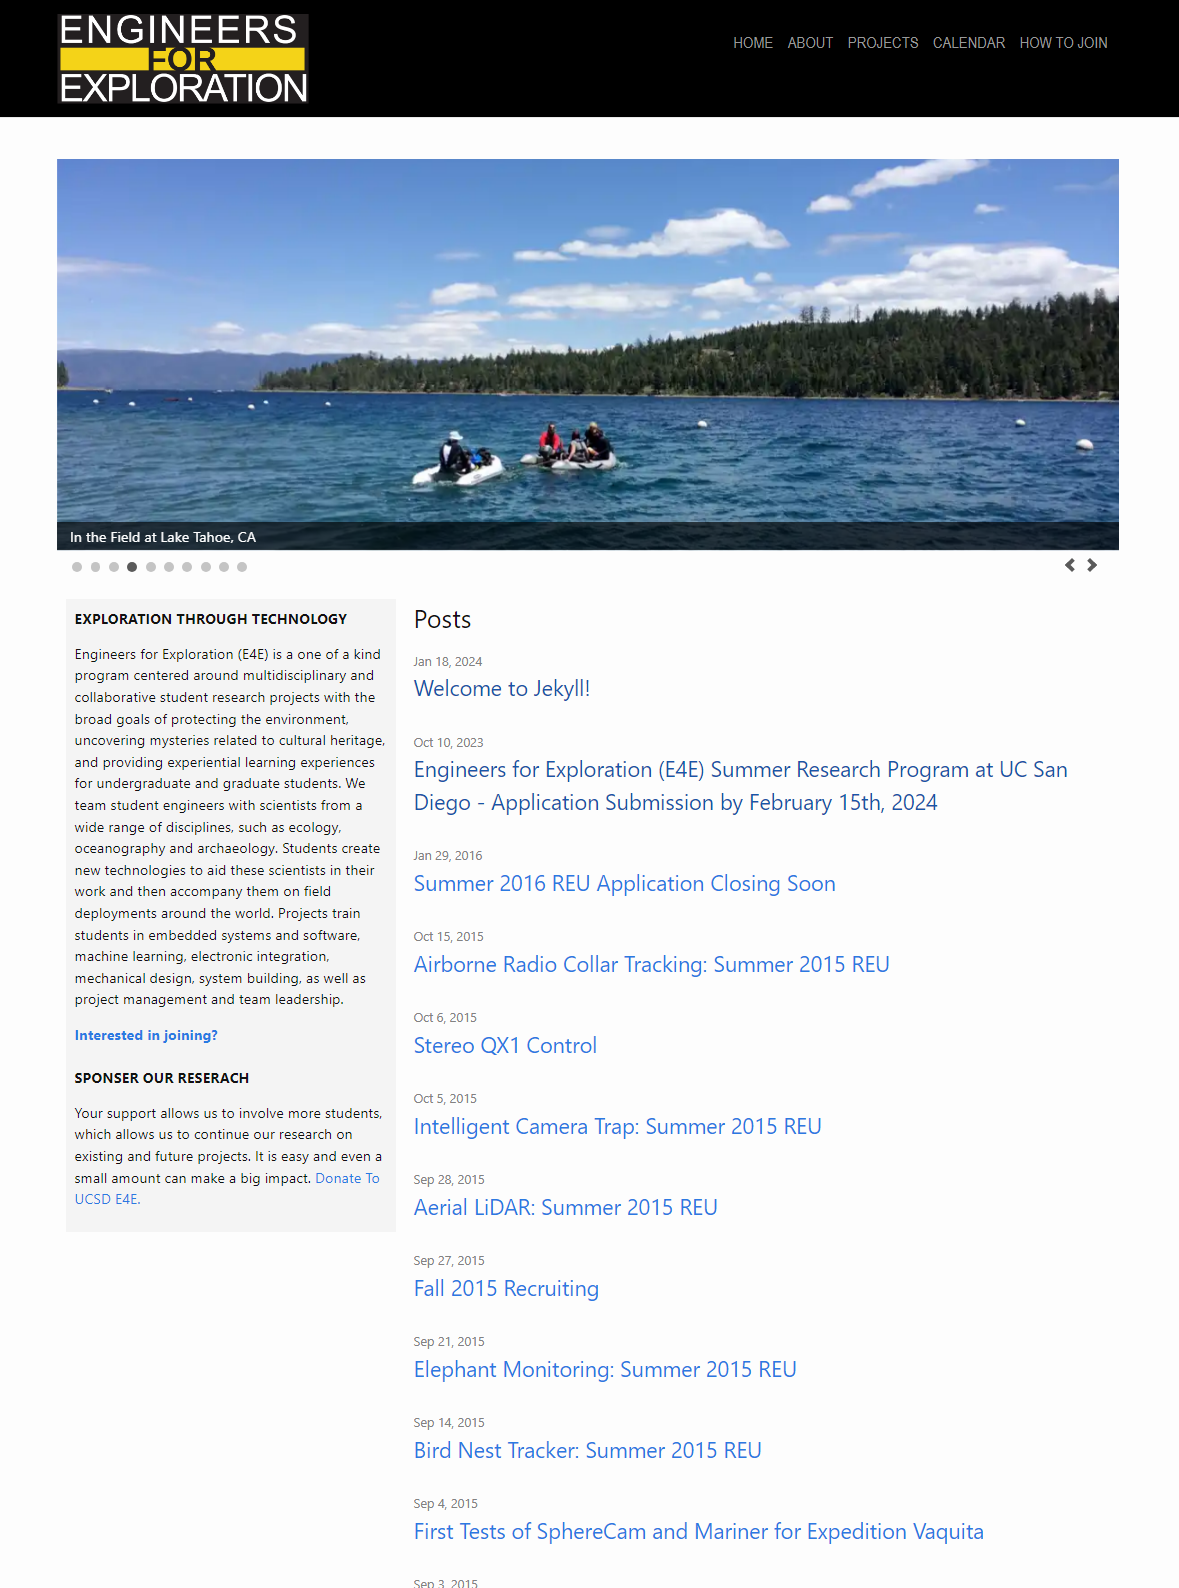 ENGINEERS
FOR
EXPLORATION
HOME ABOUT PROJECTS CALENDAR HOW TO JOIN
In the Field at Lake Tahoe, CA
EXPLORATION THROUGH TECHNOLOGY
Engineers for Exploration (E4E) is a one of a kind
program centered around multidisciplinary and
collaborative student research projects with the
broad goals of protecting the environment,
uncovering mysteries related to cultural heritage,
and providing experiential learning experiences
for undergraduate and graduate students. We
team student engineers with scientists from a
wide range of disciplines, such as ecology,
oceanography and archaeology. Students create
new technologies to aid these scientists in their
work and then accompany them on field
deployments around the world. Projects train
students in embedded systems and software,
machine learning, electronic integration,
mechanical design, system building, as well as
project management and team leadership.
Interested in joining?
SPONSER OUR RESERACH
Your support allows us to involve more students,
which allows us to continue our research on
existing and future projects. It is easy and even a
small amount can make a big impact. Donate To
UCSD E4E.
Posts
Jan 18, 2024
Welcome to Jekyll!
Oct 10, 2023
Engineers for Exploration (E4E) Summer Research Program at UC San
Diego - Application Submission by February 15th, 2024
Jan 29, 2016
Summer 2016 REU Application Closing Soon
Oct 15, 2015
Airborne Radio Collar Tracking: Summer 2015 REU
Oct 6, 2015
Stereo QX1 Control
Oct 5, 2015
Intelligent Camera Trap: Summer 2015 REU
Sep 28, 2015
Aerial LiDAR: Summer 2015 REU
Sep 27, 2015
Fall 2015 Recruiting
Sep 21, 2015
Elephant Monitoring: Summer 2015 REU
Sep 14, 2015
Bird Nest Tracker: Summer 2015 REU
Sep 4, 2015
First Tests of SphereCam and Mariner for Expedition Vaquita
Sep 3, 2015